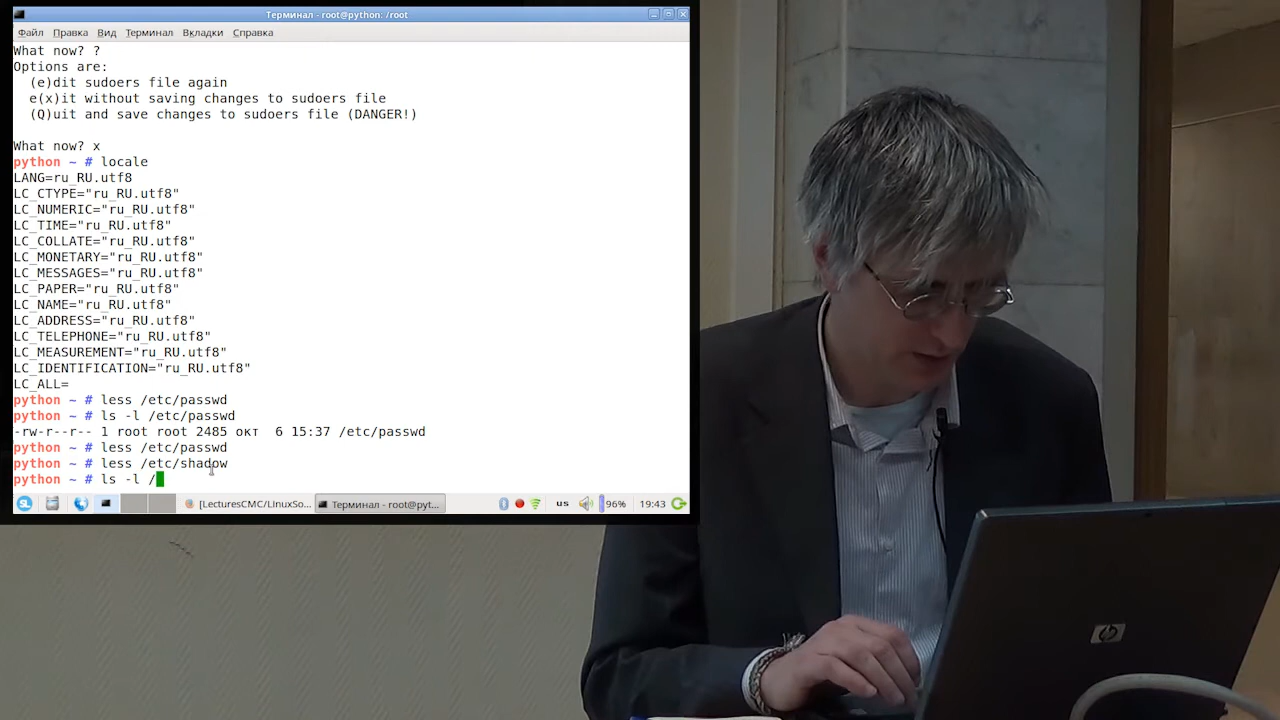 Терминал - root@python: /root
Файл Правка Вид Терминал Вкладки Справка
What now? ?
Options are:
(e)dit sudoers file again
e(x)it without saving changes to sudoers file
(Q)uit and save changes to sudoers file (DANGER!)
What now? x
python ~ # locale
LANG=ru_RU.utf8
LC_CTYPE="ru_RU.utf8"
LC_NUMERIC="ru_RU.utf8"
LC_TIME="ru_RU.utf8"
LC_COLLATE="ru_RU.utf8"
LC_MONETARY="ru_RU.utf8"
LC_MESSAGES="ru_RU.utf8"
LC_PAPER="ru_RU.utf8"
LC_NAME="ru_RU.utf8"
LC_ADDRESS="ru_RU.utf8"
LC_TELEPHONE="ru_RU.utf8"
LC_MEASUREMENT="ru_RU.utf8"
LC_IDENTIFICATION="ru_RU.utf8"
LC_ALL=
python ~ # less /etc/passwd
python ~ # ls -l /etc/passwd
-rw-r--r-- 1 root root 2485 окт  6 15:37 /etc/passwd
python ~ # less /etc/passwd
python ~ # less /etc/shadow
python ~ # ls -l /
[LecturesCMC/LinuxSo... Терминал - root@pyt... us 96% 19:43
hp